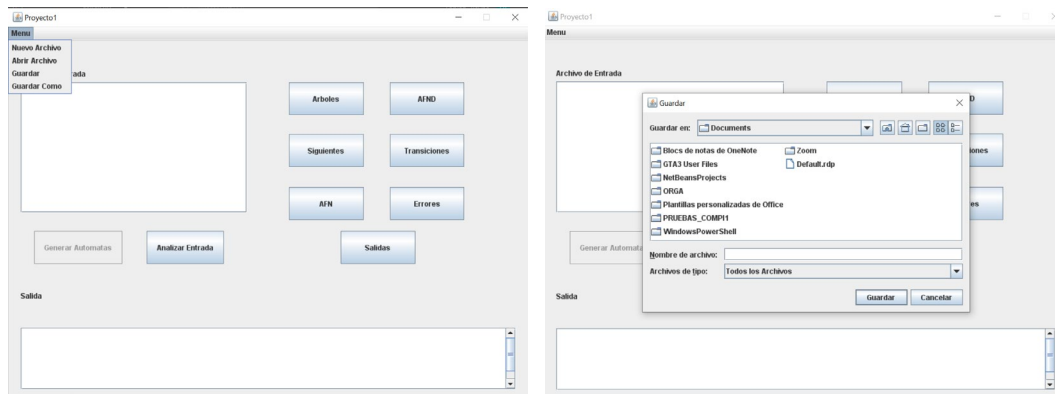 Proyecto1
Menu
Nuevo Archivo
Abrir Archivo
Guardar
Guardar Como
rada
Arboles
AFND
Siguientes
Transiciones
AFN
Errores
Generar Automatas
Analizar Entrada
Salidas
Salida
Proyecto1
Menu
Archivo de Entrada
D
Guardar
Guardar en:
Documents
Blocs de notas de OneNote
Zoom
GTA3 User Files
Default.rdp
NetBeansProjects
ORGA
Plantillas personalizadas de Office
PRUEBAS_COMPI1
WindowsPowerShell
iones
es
Nombre de archivo:
Archivos de tipo:
Todos los Archivos
Guardar
Cancelar
Generar Automata
Salida